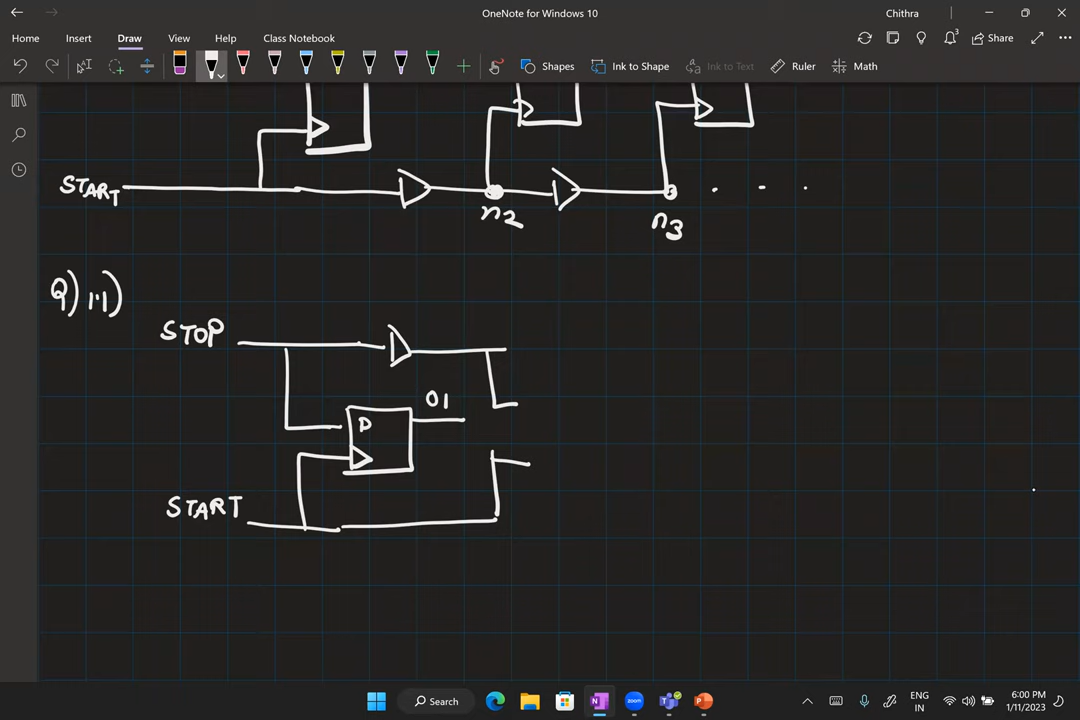 OneNote for Windows 10
Chithra
Home Insert Draw View Help Class Notebook
Share
Shapes Ink to Shape Ink to Text Ruler Math
START
n2
n3
Q) 1.1)
STOP
01
D
START
Search
ENG
IN
6:00 PM
1/11/2023